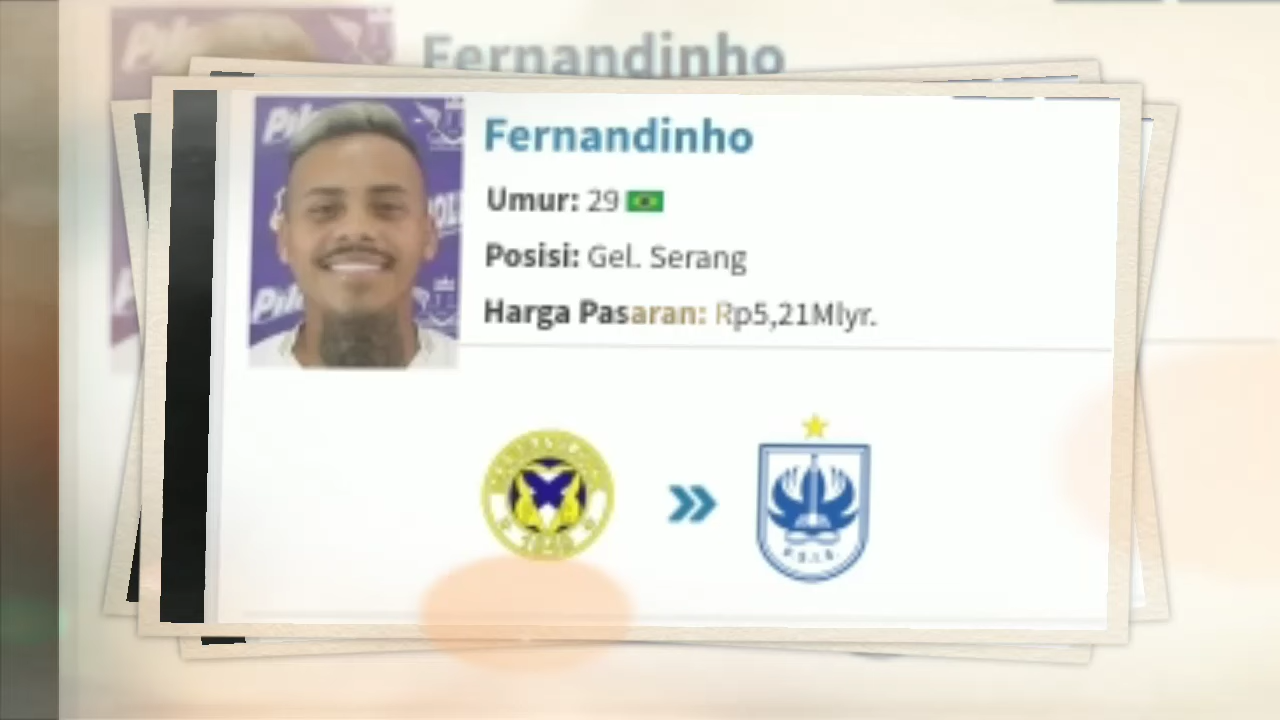 Fernandinho
Fernandinho
Umur: 29
Posisi: Gel. Serang
Harga Pasaran: Rp5,21Mlyr.
P.S.I.S.